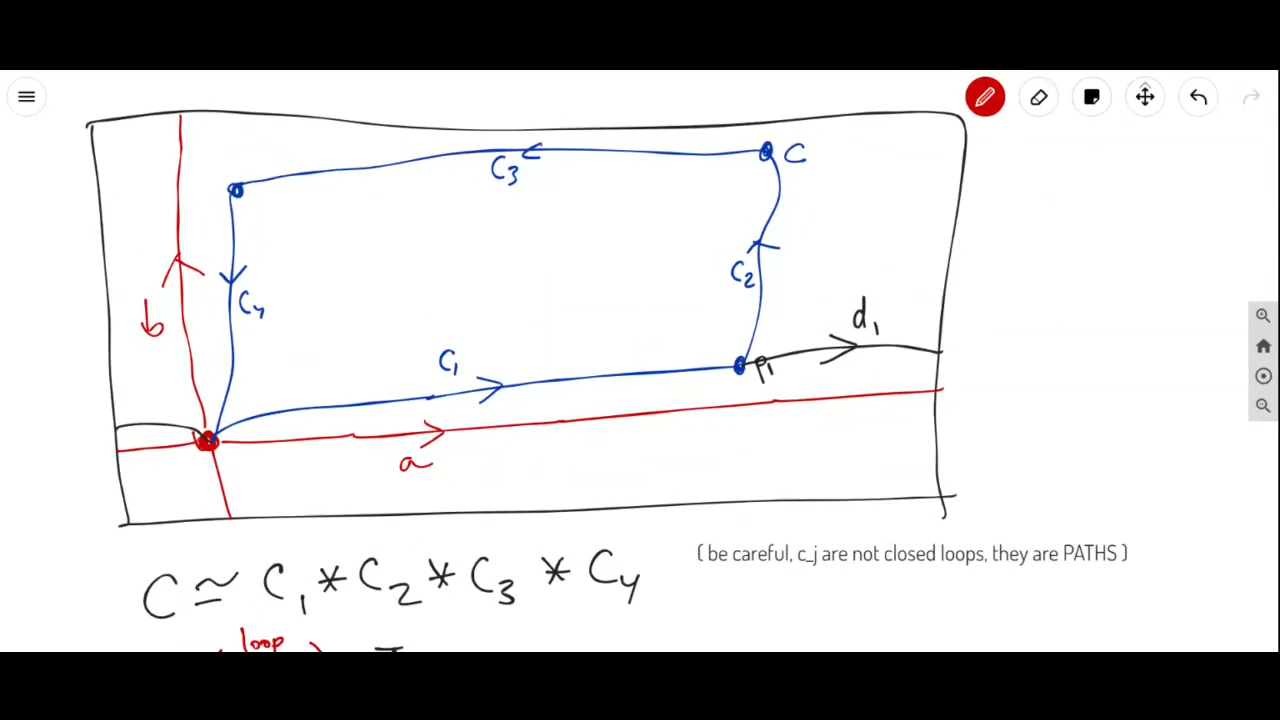 C
C3
C2
b
C4
d1
C1
P1
a
C ≃ C1 * C2 * C3 * C4
( be careful, c_j are not closed loops, they are PATHS )
loop